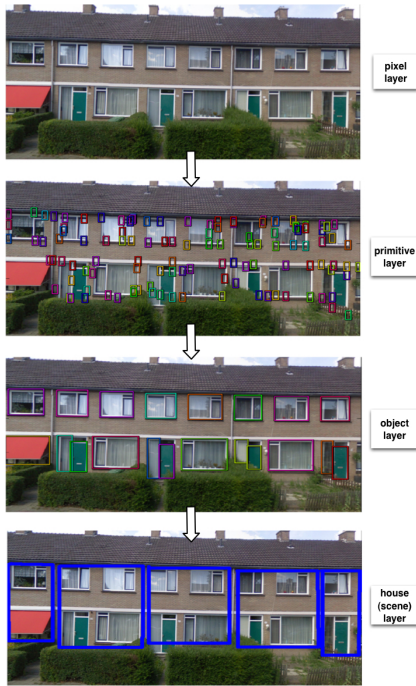 pixel
layer
primitive
layer
object
layer
house
(scene)
layer